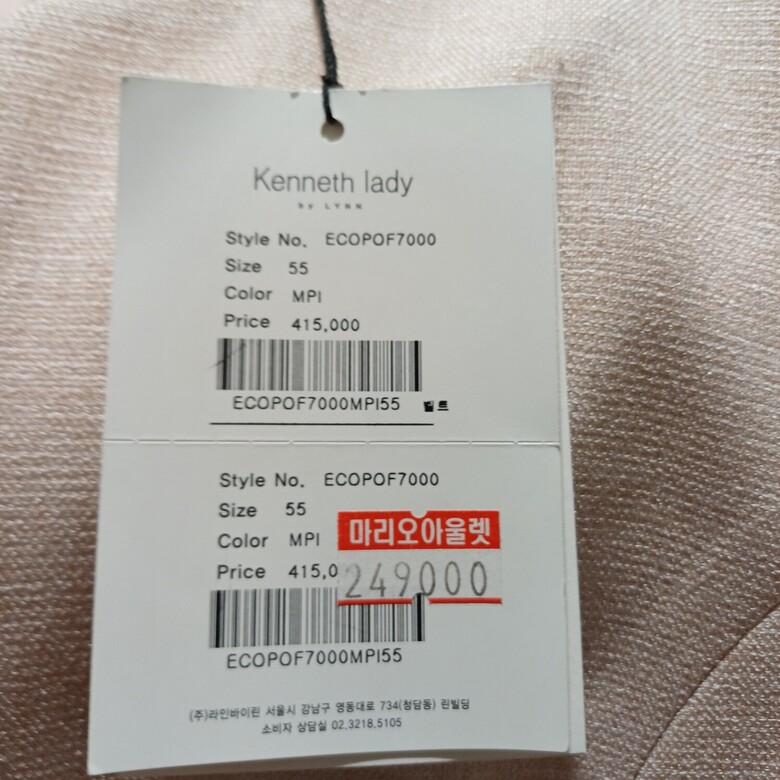 Kenneth lady
by LYNN
Style No. ECOPOF7000
Size 55
Color MPI
Price 415,000
ECOPOF7000MPI55 벨트
Style No. ECOPOF7000
Size 55
Color MPI
마리오아울렛
Price 415,0
249000
ECOPOF7000MPI55
(주)라인바이린 서울시 강남구 영동대로 734(청담동) 린빌딩
소비자 상담실 02.3218.5105